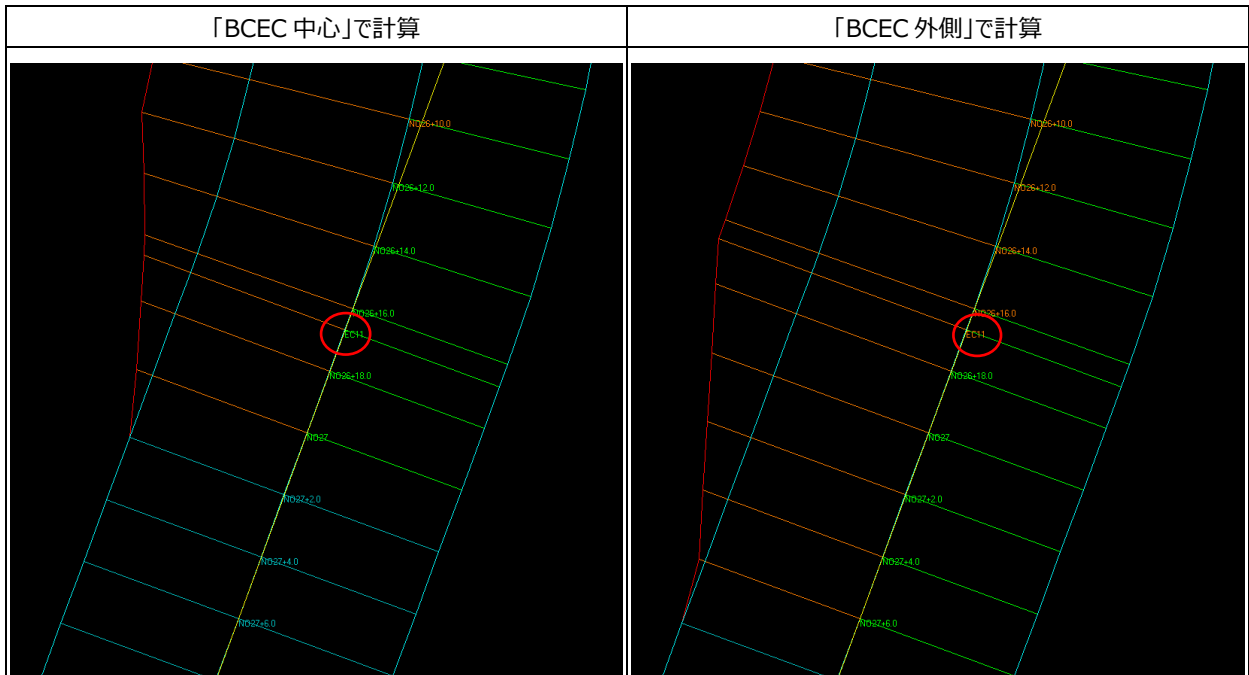 「BCEC 中心」で計算
「BCEC 外側」で計算
NO26+10.0
NO26+12.0
NO26+14.0
NO26+16.0
EC11
NO26+18.0
NO27
NO27+2.0
NO27+4.0
NO27+6.0
NO26+10.0
NO26+12.0
NO26+14.0
NO26+16.0
EC11
NO26+18.0
NO27
NO27+2.0
NO27+4.0
NO27+6.0